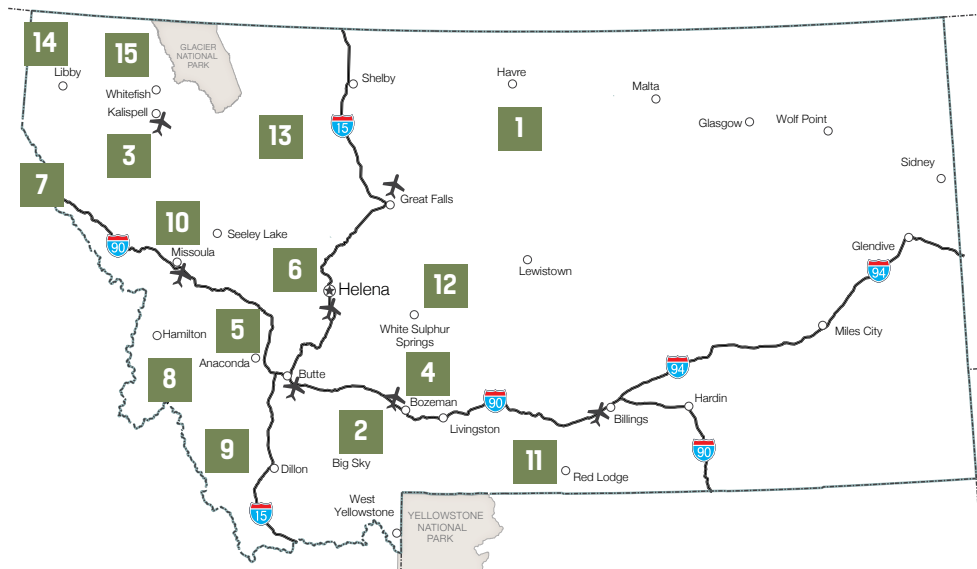 14
15
GLACIER
NATIONAL
PARK
Libby
Whitefish
Kalispell
Shelby
Havre
Malta
1
13
15
Glasgow
Wolf Point
3
Sidney
7
Great Falls
10
Seeley Lake
90
Missoula
Glendive
6
Helena
Lewistown
94
12
White Sulphur
Springs
Hamilton
5
Anaconda
Miles City
Butte
8
4
94
Bozeman
90
Hardin
Billings
Livingston
2
9
11
90
Big Sky
Dillon
Red Lodge
West
Yellowstone
15
YELLOWSTONE
NATIONAL
PARK